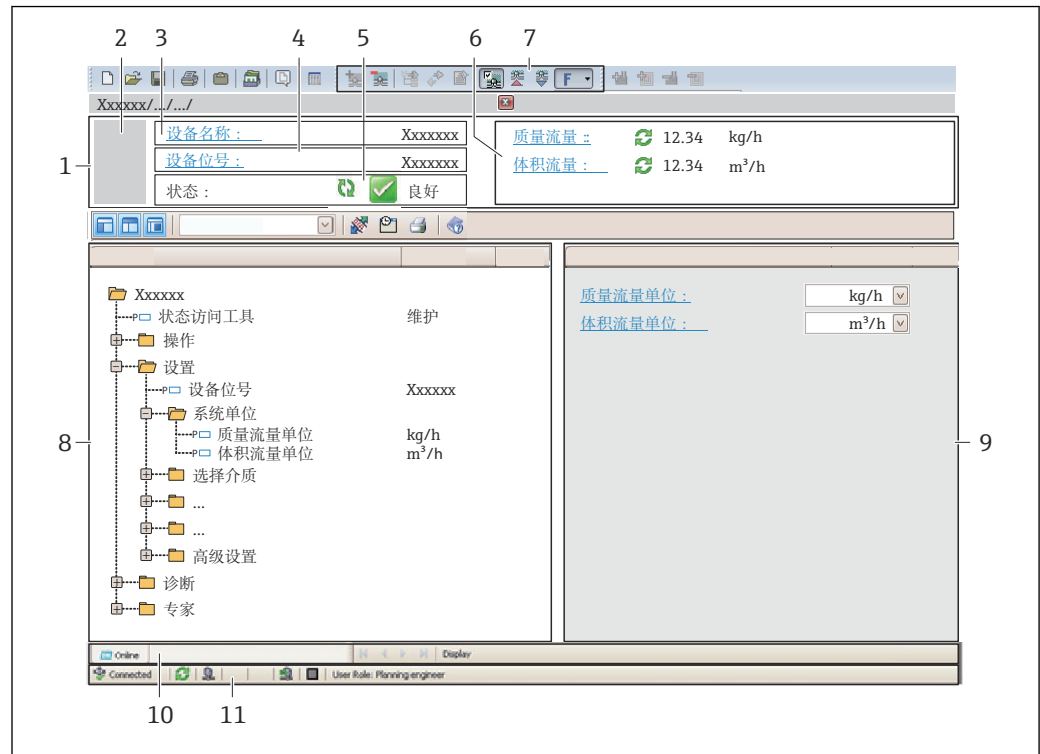 2 3 4 5 6 7
F
Xxxxxx/.../.../
1
设备名称： Xxxxxxx
设备位号： Xxxxxxx
状态： 良好
质量流量： 12.34 kg/h
体积流量： 12.34 m³/h
Xxxxxx
P 状态访问工具 维护
操作
设置
P 设备位号 Xxxxxx
系统单位
P 质量流量单位 kg/h
P 体积流量单位 m³/h
选择介质
...
...
高级设置
诊断
专家
8
质量流量单位： kg/h
体积流量单位： m³/h
9
Online Display
Connected User Role: Planning engineer
10 11